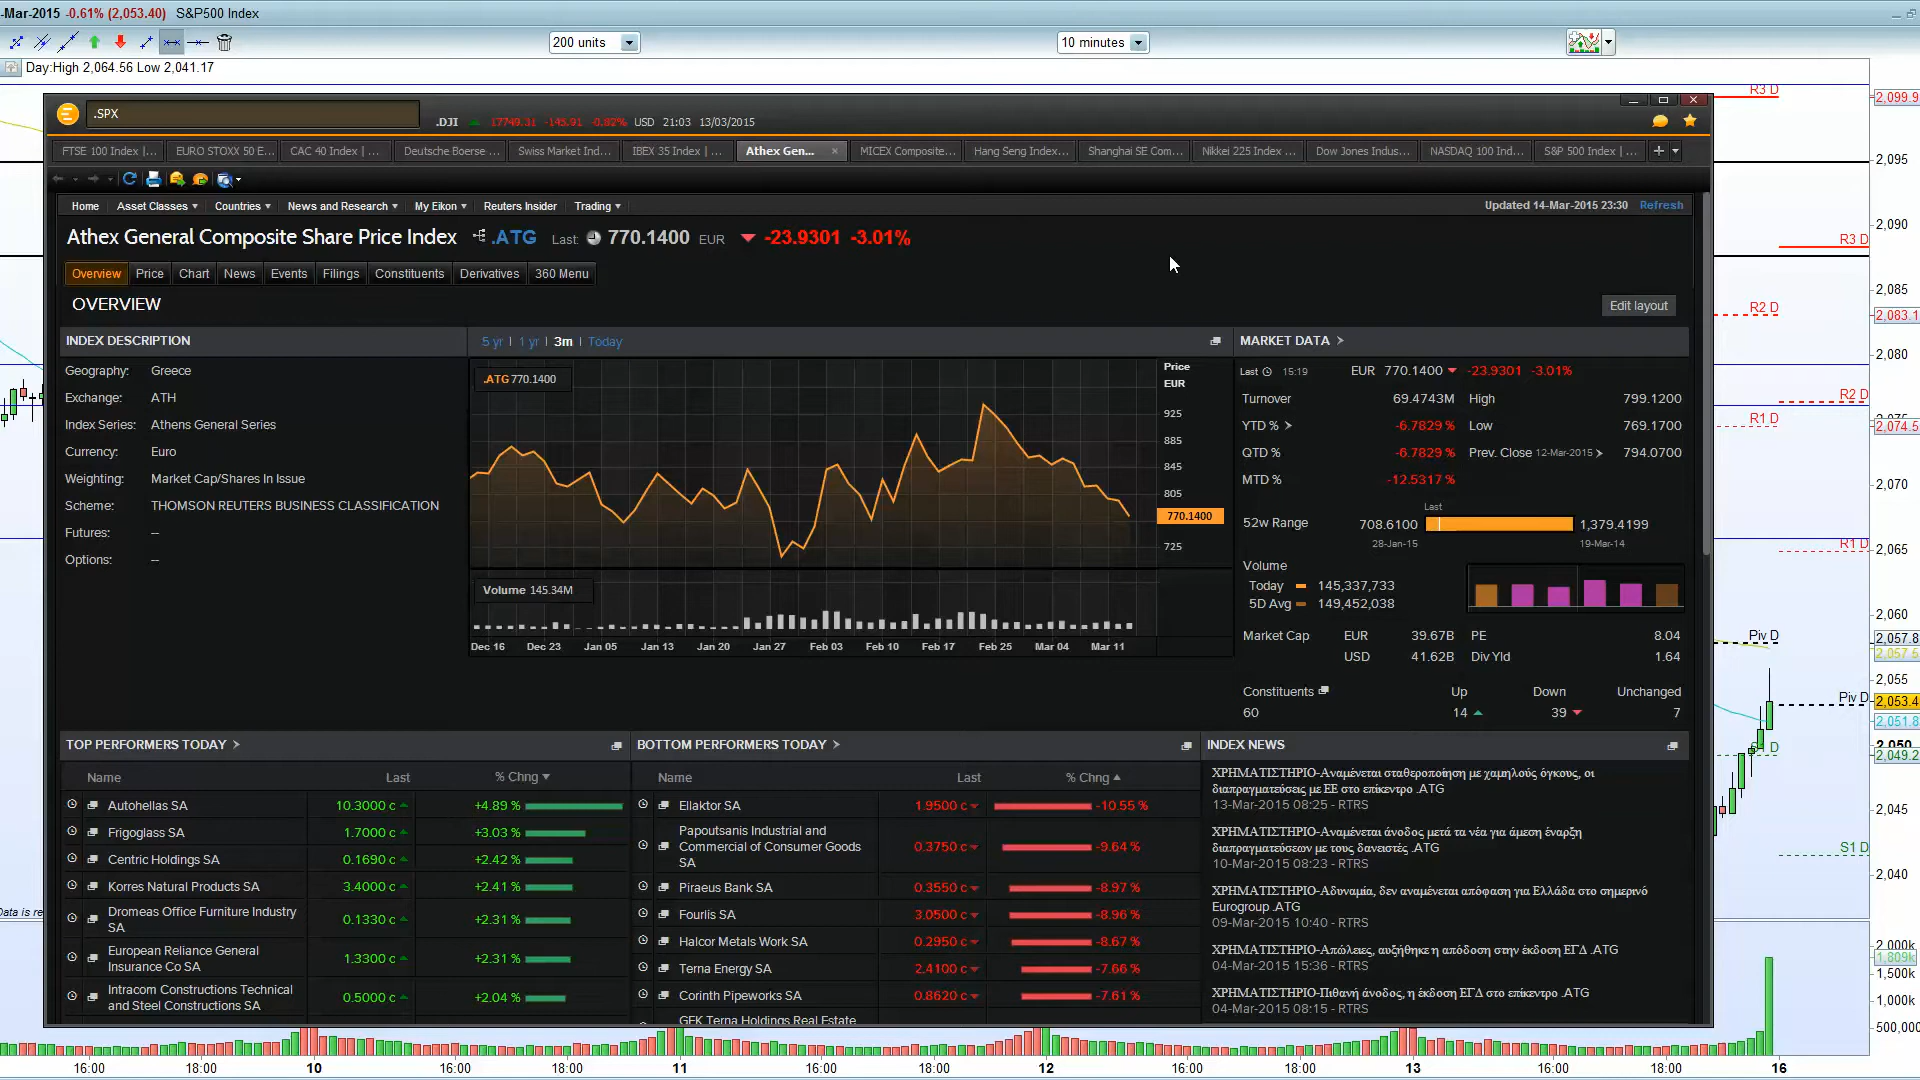 -Mar-2015 -0.61% (2,053.40) S&P500 Index
200 units
10 minutes
Day:High 2,064.56 Low 2,041.17
.SPX
.DJI 17749.31 -145.91 -0.82% USD 21:03 13/03/2015
FTSE 100 Index |... EURO STOXX 50 E... CAC 40 Index | ... Deutsche Boerse ... Swiss Market Ind... IBEX 35 Index | ... Athex Gen... × MICEX Composite... Hang Seng Index... Shanghai SE Com... Nikkei 225 Index ... Dow Jones Indus... NASDAQ 100 Ind... S&P 500 Index | ...
Home Asset Classes Countries News and Research My Eikon Reuters Insider Trading
Updated 14-Mar-2015 23:30 Refresh
Athex General Composite Share Price Index .ATG Last: 770.1400 EUR -23.9301 -3.01%
Overview Price Chart News Events Filings Constituents Derivatives 360 Menu
OVERVIEW
Edit layout
INDEX DESCRIPTION
Geography: Greece
Exchange: ATH
Index Series: Athens General Series
Currency: Euro
Weighting: Market Cap/Shares In Issue
Scheme: THOMSON REUTERS BUSINESS CLASSIFICATION
Futures: --
Options: --
5 yr | 1 yr | 3m | Today
.ATG 770.1400
Price
EUR
925
885
845
805
770.1400
725
Volume 145.34M
Dec 16 Dec 23 Jan 05 Jan 13 Jan 20 Jan 27 Feb 03 Feb 10 Feb 17 Feb 25 Mar 04 Mar 11
MARKET DATA
Last 15:19 EUR 770.1400 -23.9301 -3.01%
Turnover 69.4743M High 799.1200
YTD % -6.7829 % Low 769.1700
QTD % -6.7829 % Prev. Close 12-Mar-2015 794.0700
MTD % -12.5317 %
Last
52w Range 708.6100 1,379.4199
28-Jan-15 19-Mar-14
Volume
Today 145,337,733
5D Avg 149,452,038
Market Cap EUR 39.67B PE 8.04
USD 41.62B Div Yld 1.64
Constituents Up Down Unchanged
60 14 39 7
TOP PERFORMERS TODAY
Name Last % Chng
Autohellas SA 10.3000 c +4.89 %
Frigoglass SA 1.7000 c +3.03 %
Centric Holdings SA 0.1690 c +2.42 %
Korres Natural Products SA 3.4000 c +2.41 %
Dromeas Office Furniture Industry
SA 0.1330 c +2.31 %
European Reliance General
Insurance Co SA 1.3300 c +2.31 %
Intracom Constructions Technical
and Steel Constructions SA 0.5000 c +2.04 %
BOTTOM PERFORMERS TODAY
Name Last % Chng
Ellaktor SA 1.9500 c -10.55 %
Papoutsanis Industrial and
Commercial of Consumer Goods
SA 0.3750 c -9.64 %
Piraeus Bank SA 0.3550 c -8.97 %
Fourlis SA 3.0500 c -8.96 %
Halcor Metals Work SA 0.2950 c -8.67 %
Terna Energy SA 2.4100 c -7.66 %
Corinth Pipeworks SA 0.8620 c -7.61 %
GEK Terna Holdings Real Estate
INDEX NEWS
ΧΡΗΜΑΤΙΣΤΗΡΙΟ-Αναμένεται σταθεροποίηση με χαμηλούς όγκους, οι
διαπραγματεύσεις με ΕΕ στο επίκεντρο .ATG
13-Mar-2015 08:25 - RTRS
ΧΡΗΜΑΤΙΣΤΗΡΙΟ-Αναμένεται άνοδος μετά τα νέα για άμεση έναρξη
διαπραγματεύσεων με τους δανειστές .ATG
10-Mar-2015 08:23 - RTRS
ΧΡΗΜΑΤΙΣΤΗΡΙΟ-Αδυναμία, δεν αναμένεται απόφαση για Ελλάδα στο σημερινό
Eurogroup .ATG
09-Mar-2015 10:40 - RTRS
ΧΡΗΜΑΤΙΣΤΗΡΙΟ-Απώλειες, αυξήθηκε η απόδοση στην έκδοση ΕΓΔ .ATG
04-Mar-2015 15:36 - RTRS
ΧΡΗΜΑΤΙΣΤΗΡΙΟ-Πιθανή άνοδος, η έκδοση ΕΓΔ στο επίκεντρο .ATG
04-Mar-2015 08:15 - RTRS
R3 D 2,099.9
2,095
2,090
R3 D
2,085
R2 D 2,083.1
2,080
R2 D
R1 D 2,074.5
2,070
R1 D 2,065
2,060
Piv D 2,057.8
2,057.5
2,055
Piv D 2,053.4
2,051.8
2,050
S1 D 2,049.2
2,045
S1 D
2,040
Data is re
2,000k
1,809k
1,500k
1,000k
500,000
16:00 18:00 10 16:00 18:00 11 16:00 18:00 12 16:00 18:00 13 16:00 18:00 16